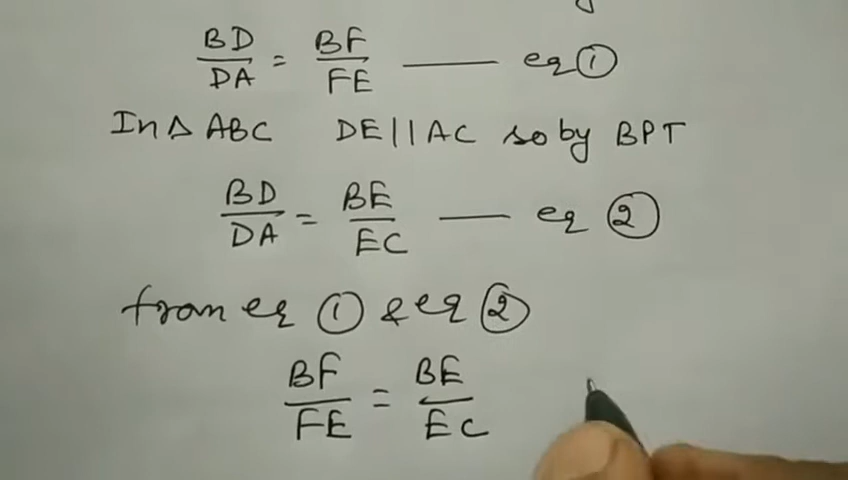 BD/DA = BF/FE —— eq ①
In △ ABC DE || AC so by BPT
BD/DA = BE/EC —— eq ②
from eq ① & eq ②
BF/FE = BE/EC